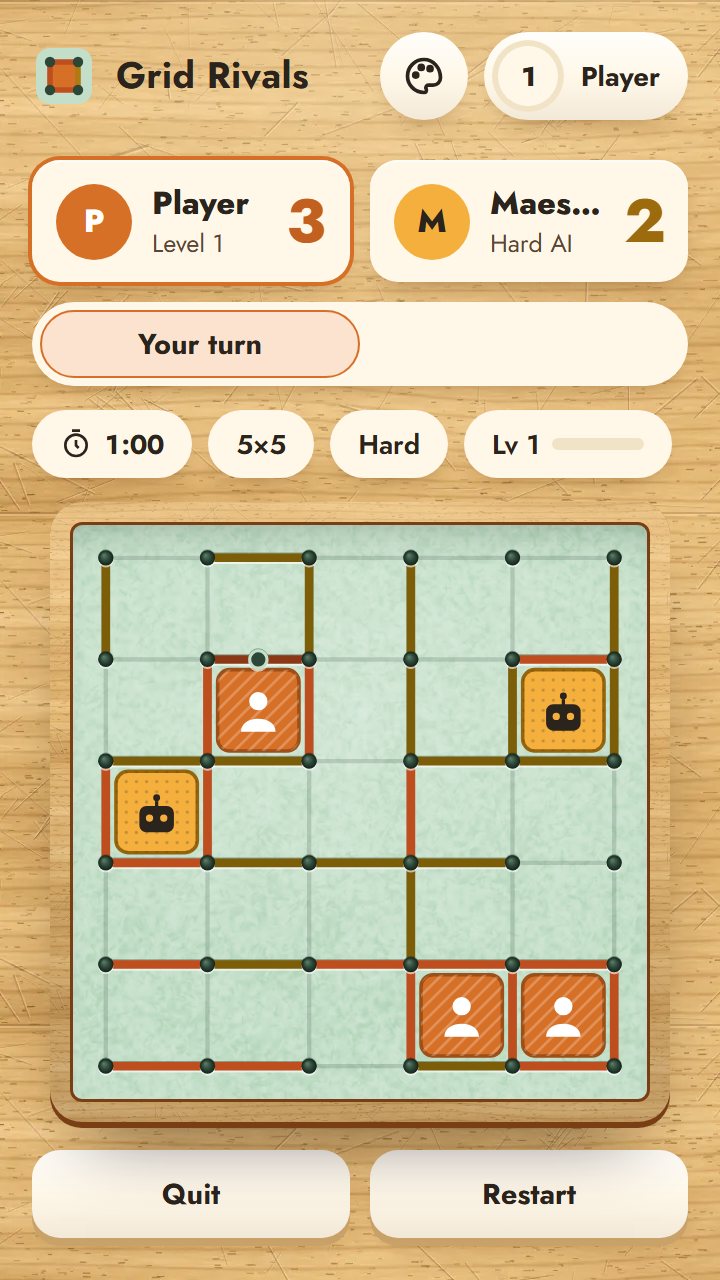 Grid Rivals
1 Player
P Player 3
Level 1
M Maes... 2
Hard AI
Your turn
1:00 5×5 Hard Lv 1
Quit Restart